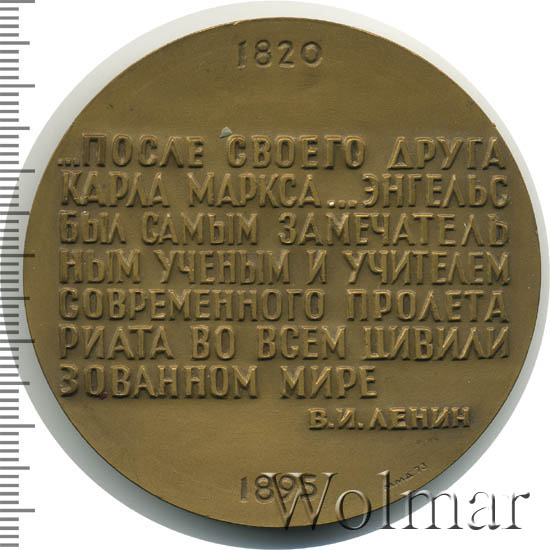 1820
...ПОСЛЕ СВОЕГО ДРУГА
КАРЛА МАРКСА...ЭНГЕЛЬС
БЫЛ САМЫМ ЗАМЕЧАТЕЛЬ
НЫМ УЧЕНЫМ И УЧИТЕЛЕМ
СОВРЕМЕННОГО ПРОЛЕТА
РИАТА ВО ВСЕМ ЦИВИЛИ
ЗОВАННОМ МИРЕ
В.И.ЛЕНИН
1895
Wolmar